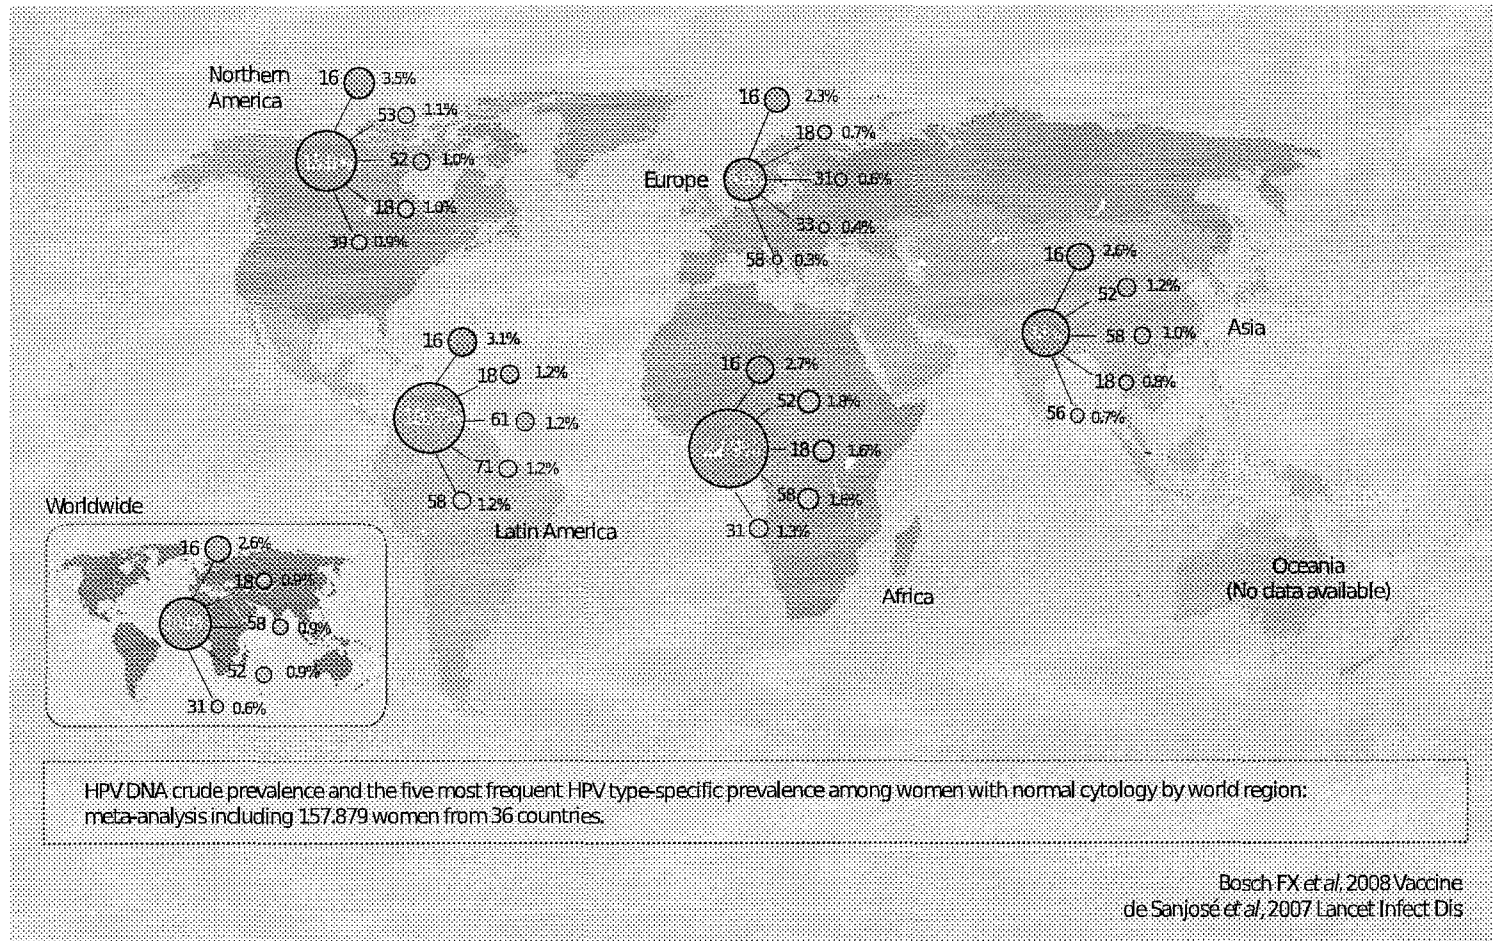 Northern
America
16 3.5%
53 1.1%
52 1.0%
18 1.0%
39 0.9%
Europe
16 2.3%
18 0.7%
31 0.6%
33 0.4%
58 0.3%
Asia
16 2.6%
52 1.2%
58 1.0%
18 0.8%
56 0.7%
16 3.1%
18 1.2%
61 1.2%
71 1.2%
58 1.2%
Latin America
16 2.7%
52 1.8%
18 1.6%
58 1.6%
31 1.3%
Africa
Oceania
(No data available)
Worldwide
16 2.6%
18 0.9%
58 0.9%
52 0.9%
31 0.6%
HPV DNA crude prevalence and the five most frequent HPV type-specific prevalence among women with normal cytology by world region:
meta-analysis including 157.879 women from 36 countries.
Bosch FX et al, 2008 Vaccine
de Sanjosé et al, 2007 Lancet Infect Dis